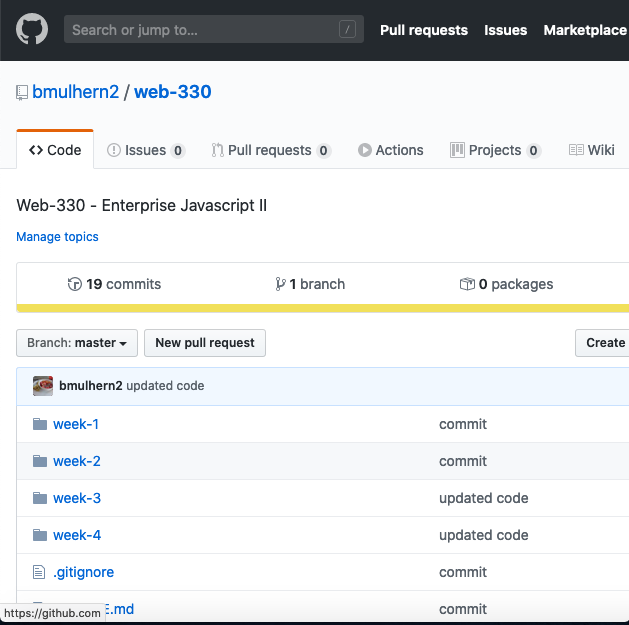 Search or jump to... / Pull requests Issues Marketplace
bmulhern2 / web-330
Code Issues 0 Pull requests 0 Actions Projects 0 Wiki
Web-330 - Enterprise Javascript II
Manage topics
19 commits 1 branch 0 packages
Branch: master New pull request Create
bmulhern2 updated code
week-1 commit
week-2 commit
week-3 updated code
week-4 updated code
.gitignore commit
E.md commit
https://github.com